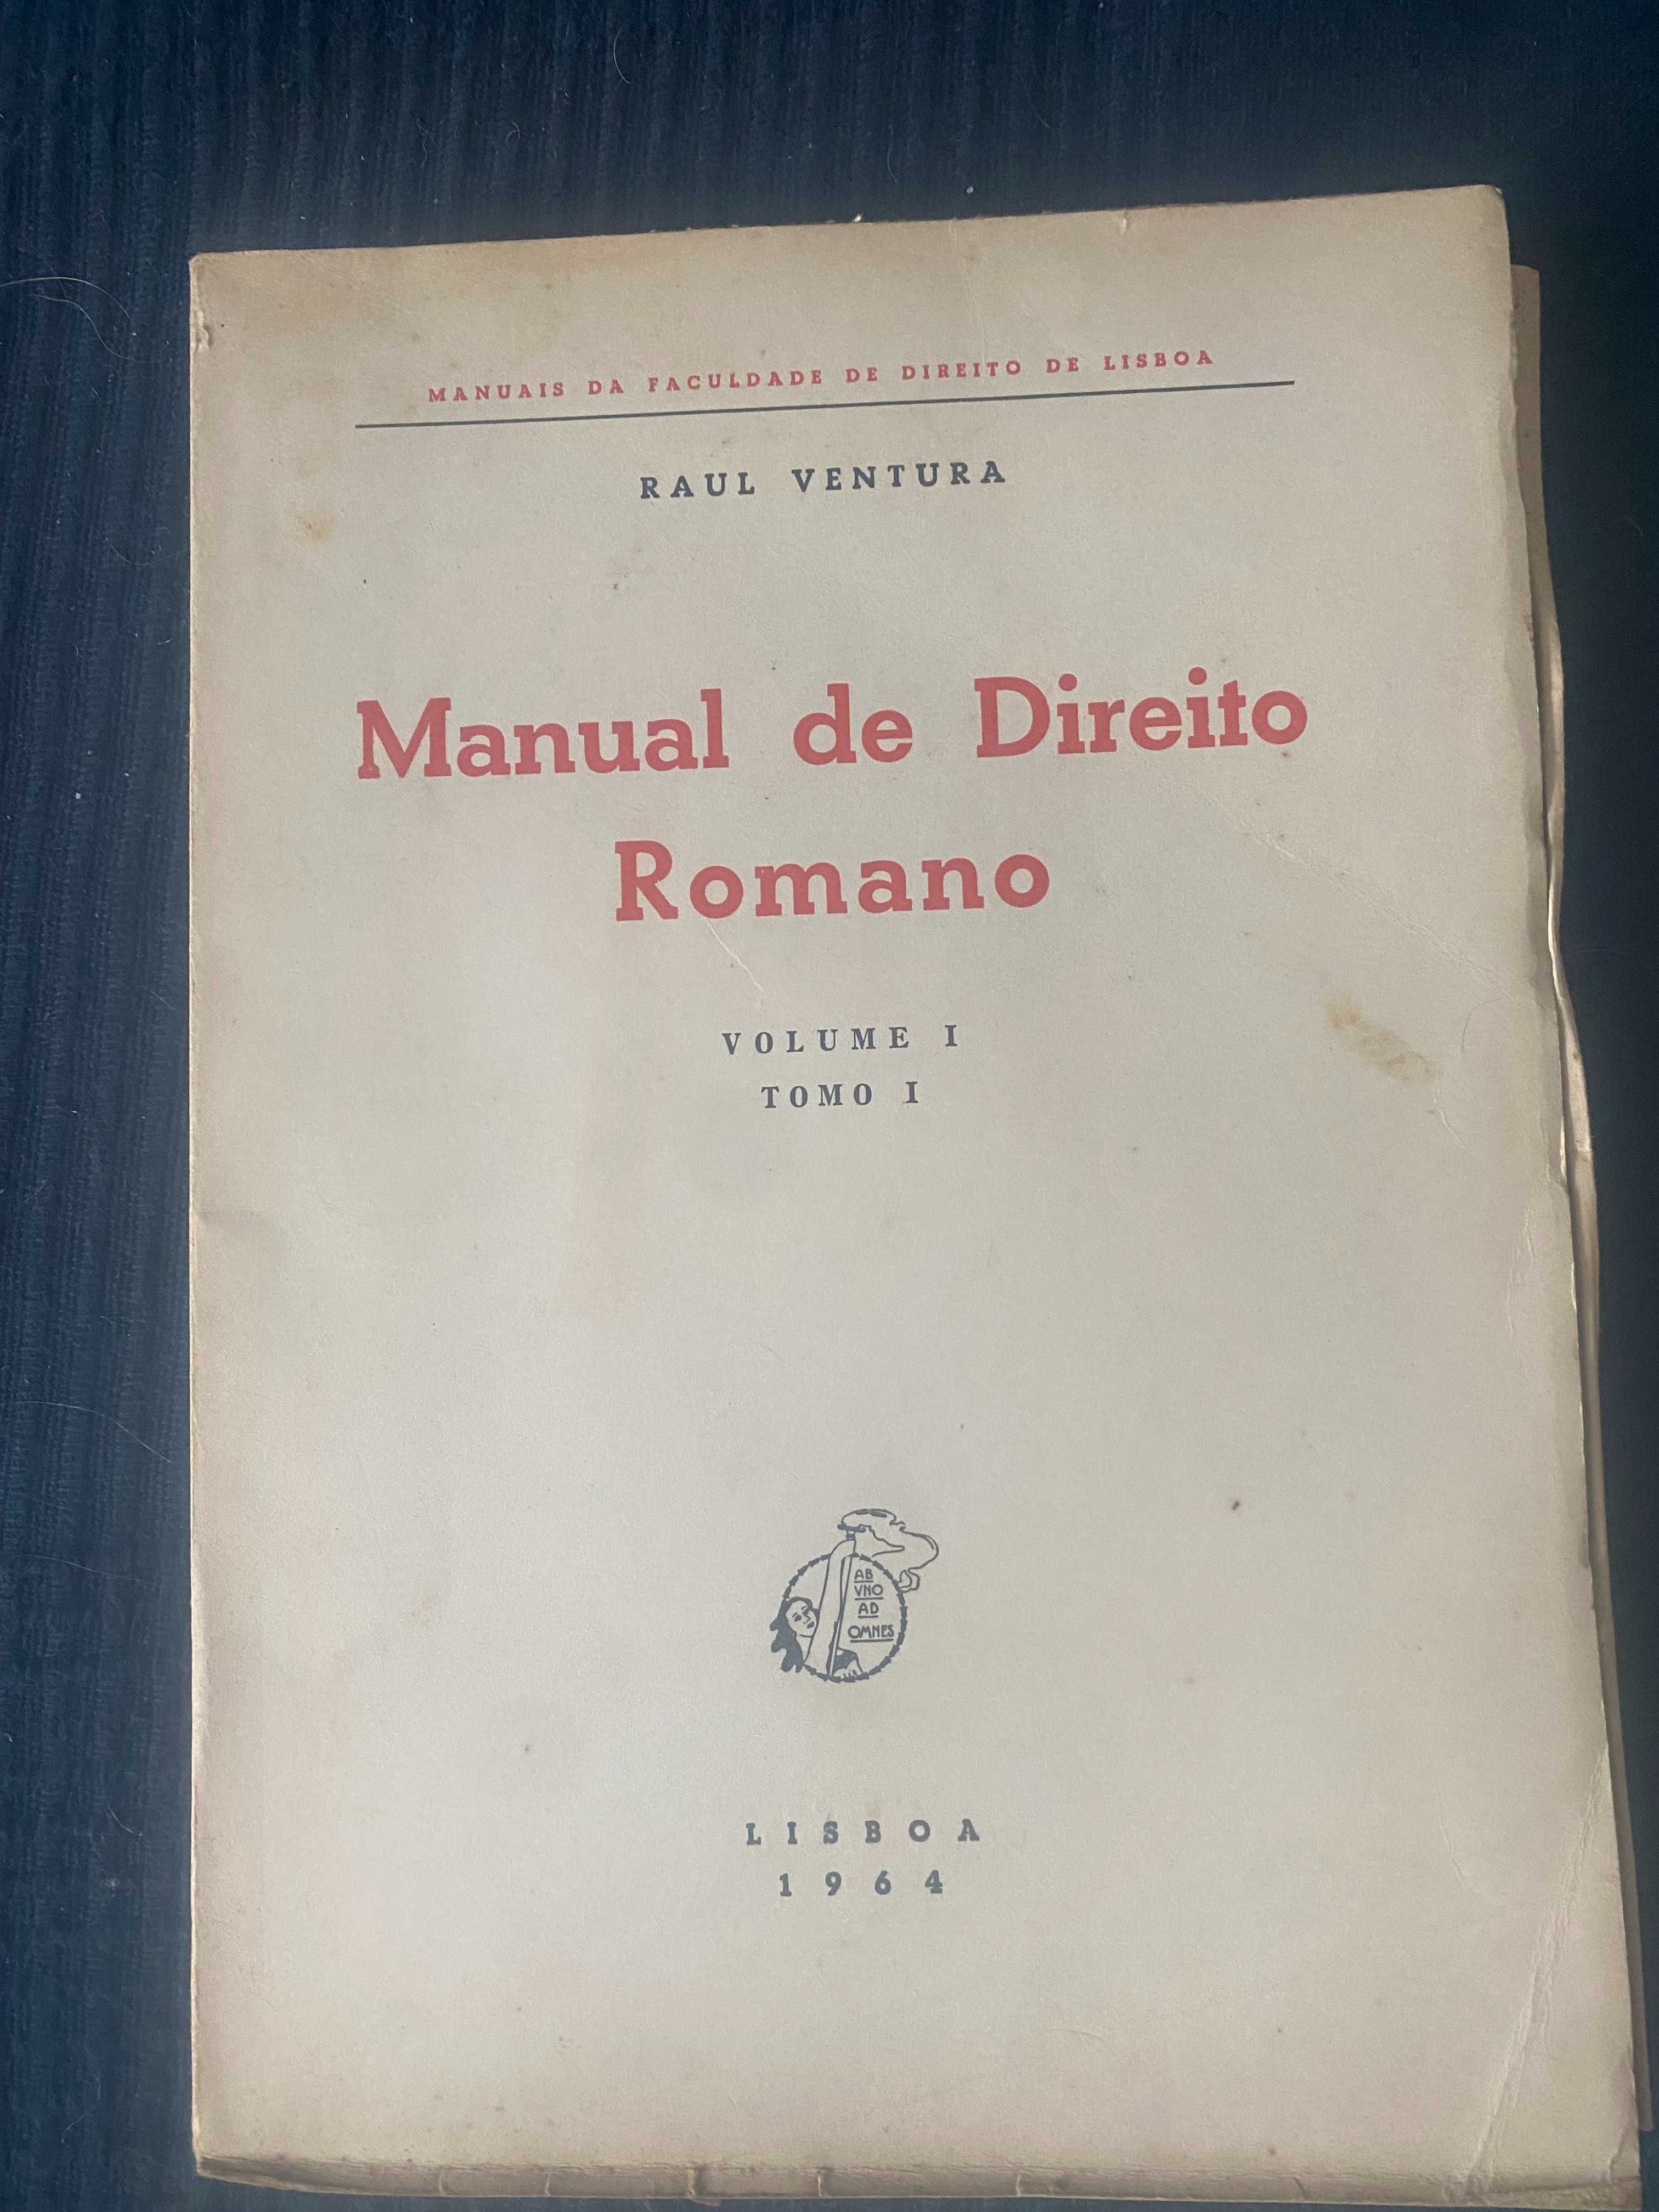 MANUAIS DA FACULDADE DE DIREITO DE LISBOA
RAUL VENTURA
Manual de Direito
Romano
VOLUME I
TOMO I
AB
VNO
AD
OMNES
LISBOA
1964